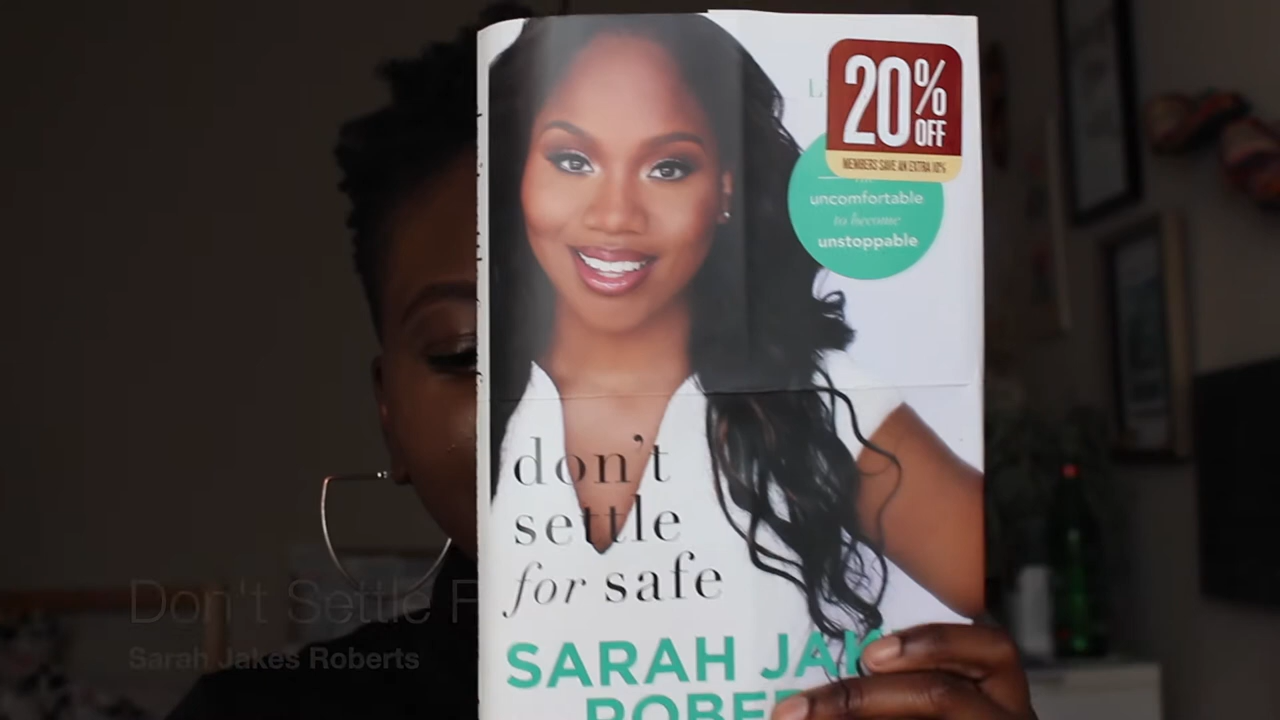 20%
OFF
MEMBERS SAVE AN EXTRA 10%
uncomfortable
to become
unstoppable
don't
settle
for safe
SARAH JAK
ROBE
Don't Settle F
Sarah Jakes Roberts